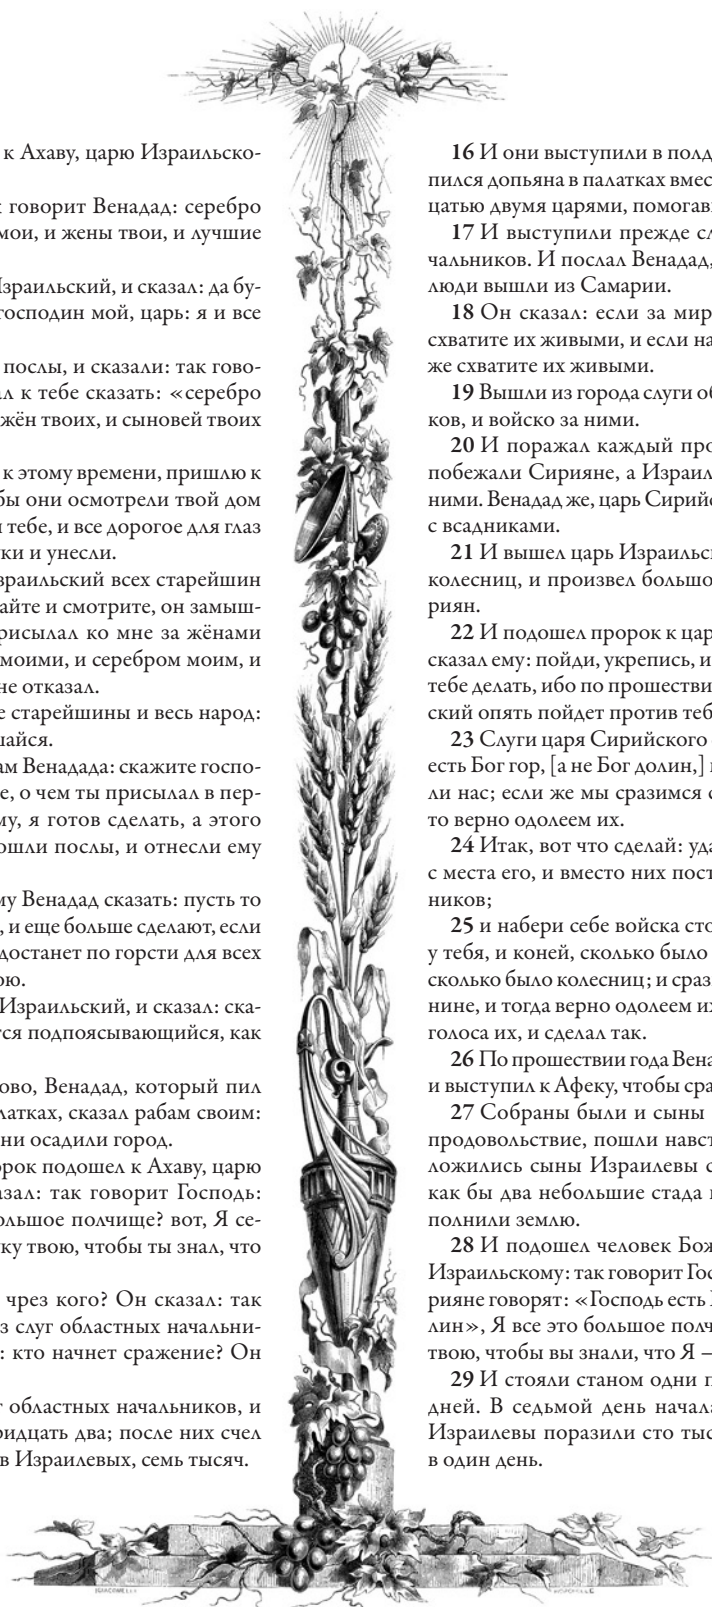 к Ахаву, царю Израильско-
говорит Венадад: серебро
мои, и жены твои, и лучшие
Израильский, и сказал: да бу-
господин мой, царь: я и все
послы, и сказали: так гово-
ал к тебе сказать: «серебро
жён твоих, и сыновей твоих
к этому времени, пришлю к
бы они осмотрели твой дом
и тебе, и все дорогое для глаз
уки и унесли.
зраильский всех старейшин
айте и смотрите, он замыш-
рисылал ко мне за жёнами
моими, и серебром моим, и
не отказал.
е старейшины и весь народ:
шайся.
ам Венадада: скажите госпо-
е, о чем ты присылал в пер-
му, я готов сделать, а этого
ошли послы, и отнесли ему
му Венадад сказать: пусть то
, и еще больше сделают, если
достанет по горсти для всех
ою.
Израильский, и сказал: ска-
тся подпоясывающийся, как
ово, Венадад, который пил
латках, сказал рабам своим:
они осадили город.
орок подошел к Ахаву, царю
азал: так говорит Господь:
ольшое полчище? вот, Я се-
ку твою, чтобы ты знал, что
чрез кого? Он сказал: так
з слуг областных начальни-
: кто начнет сражение? Он
г областных начальников, и
ридцать два; после них счел
в Израилевых, семь тысяч.
16 И они выступили в полд
пился допьяна в палатках вмес
цатью двумя царями, помогав
17 И выступили прежде сл
чальников. И послал Венадад,
люди вышли из Самарии.
18 Он сказал: если за мир
схватите их живыми, и если на
же схватите их живыми.
19 Вышли из города слуги об
ков, и войско за ними.
20 И поражал каждый про
побежали Сирияне, а Израил
ними. Венадад же, царь Сирий
с всадниками.
21 И вышел царь Израильс
колесниц, и произвел большо
риян.
22 И подошел пророк к цар
сказал ему: пойди, укрепись, и
тебе делать, ибо по прошестви
ский опять пойдет против теб
23 Слуги царя Сирийского
есть Бог гор, [а не Бог долин,]
ли нас; если же мы сразимся с
то верно одолеем их.
24 Итак, вот что сделай: уда
с места его, и вместо них пост
ников;
25 и набери себе войска сто
у тебя, и коней, сколько было
сколько было колесниц; и сраз
нине, и тогда верно одолеем их
голоса их, и сделал так.
26 По прошествии года Вена
и выступил к Афеку, чтобы сра
27 Собраны были и сыны
продовольствие, пошли навст
ложились сыны Израилевы с
как бы два небольшие стада
полнили землю.
28 И подошел человек Бож
Израильскому: так говорит Гос
рияне говорят: «Господь есть
лин», Я все это большое полч
твою, чтобы вы знали, что Я –
29 И стояли станом одни п
дней. В седьмой день начала
Израилевы поразили сто тыс
в один день.